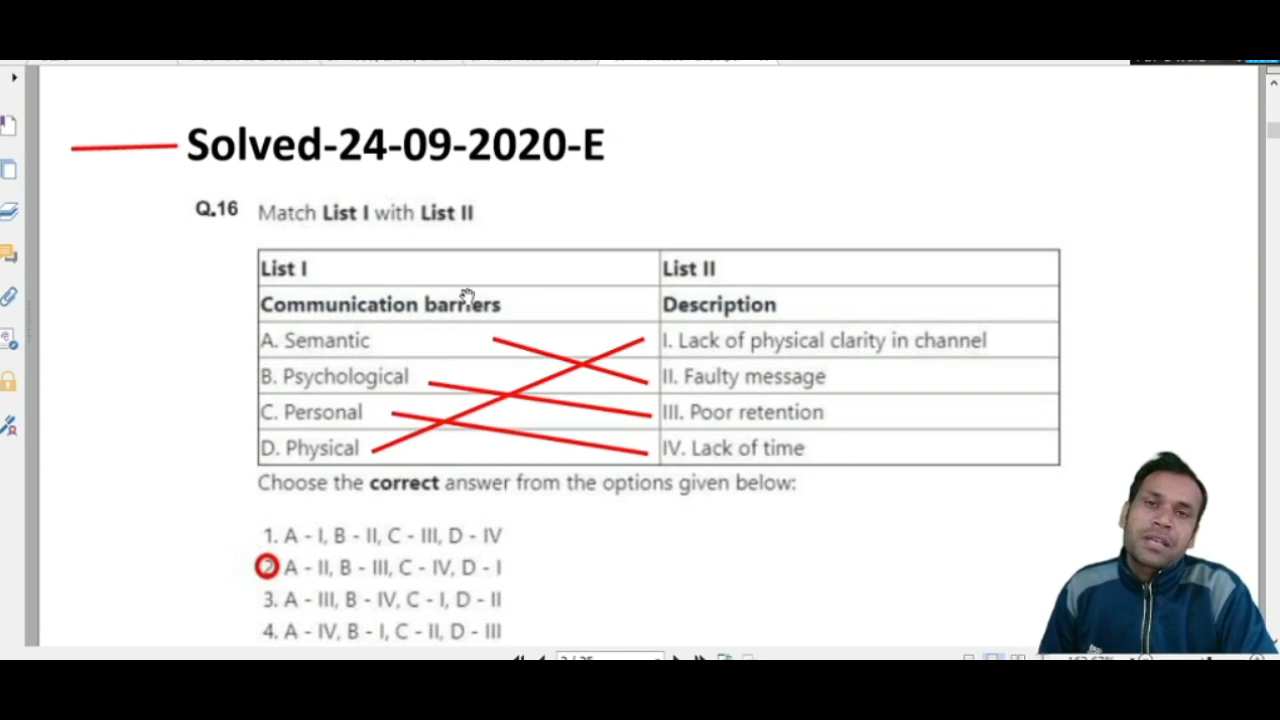 Solved-24-09-2020-E
Q.16 Match List I with List II
List I List II
Communication barriers Description
A. Semantic I. Lack of physical clarity in channel
B. Psychological II. Faulty message
C. Personal III. Poor retention
D. Physical IV. Lack of time
Choose the correct answer from the options given below:
1. A - I, B - II, C - III, D - IV
2. A - II, B - III, C - IV, D - I
3. A - III, B - IV, C - I, D - II
4. A - IV, B - I, C - II, D - III